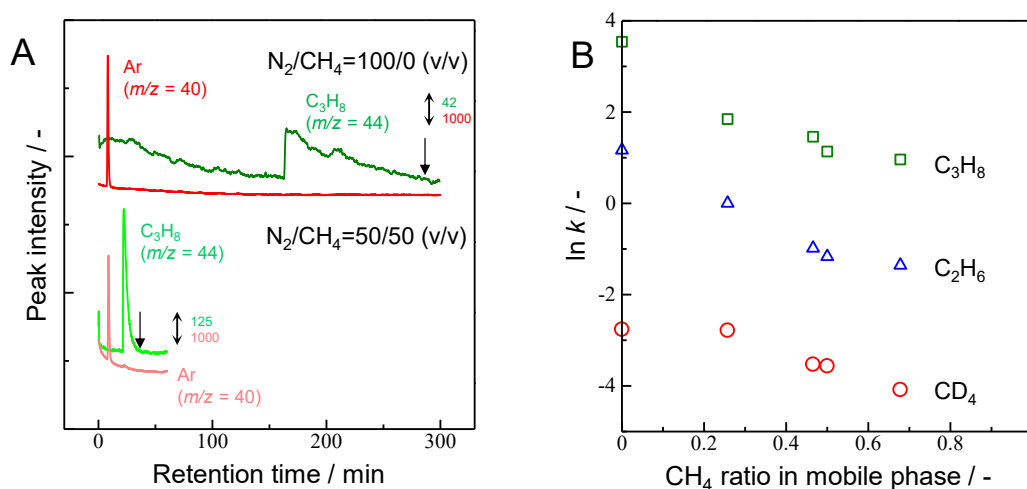 A
N₂/CH₄=100/0 (v/v)
Ar
(m/z = 40)
C₃H₈
(m/z = 44)
42
1000
N₂/CH₄=50/50 (v/v)
C₃H₈
(m/z = 44)
125
1000
Ar
(m/z = 40)
Peak intensity / -
0
100
200
300
Retention time / min
B
4
2
0
-2
-4
ln k / -
C₃H₈
C₂H₆
CD₄
0
0.2
0.4
0.6
0.8
CH₄ ratio in mobile phase / -